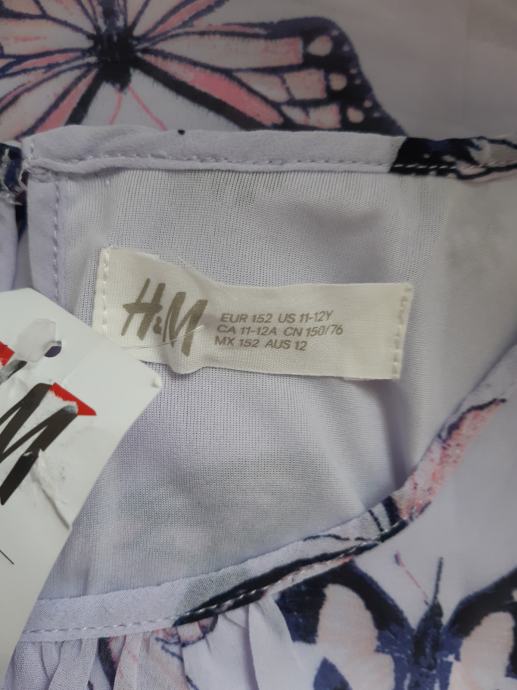 H&M
EUR 152 US 11-12Y
CA 11-12A CN 150/76
MX 152 AUS 12
M